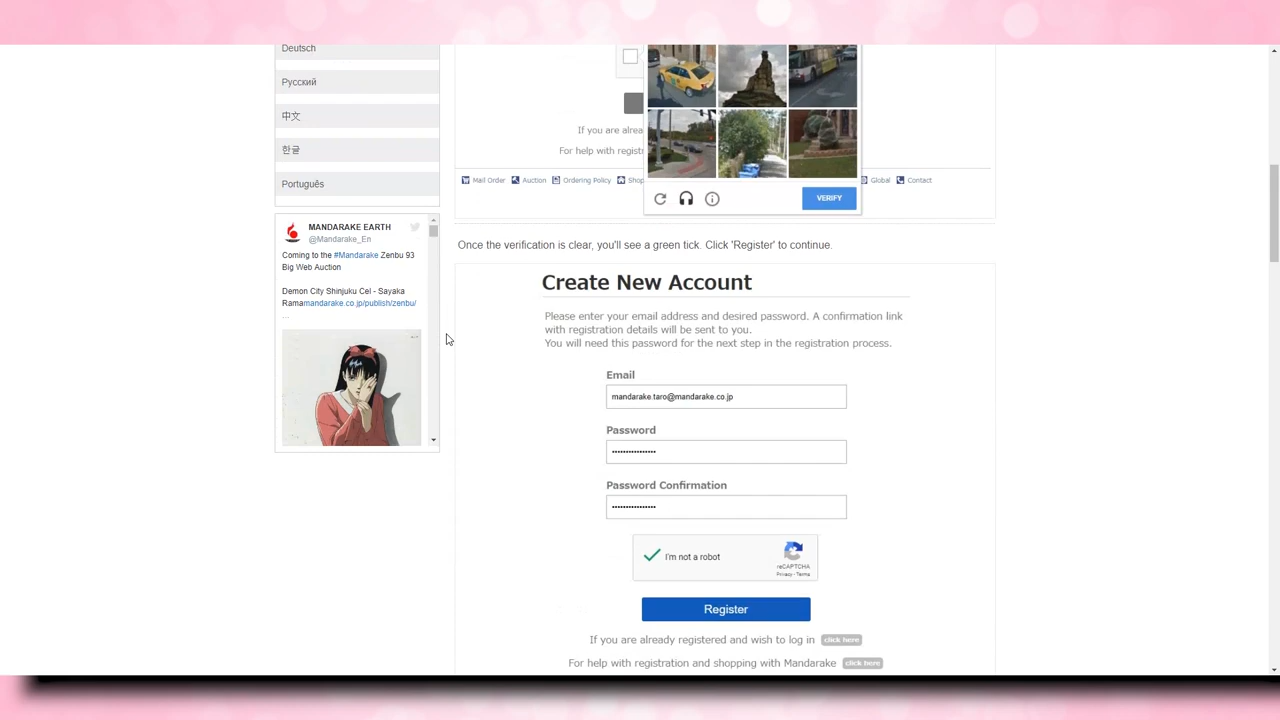 Deutsch
Русский
中文
한글
Português
If you are alrea
For help with regist
Mail Order
Auction
Ordering Policy
Shop
Global
Contact
VERIFY
MANDARAKE EARTH
@Mandarake_En
Coming to the #Mandarake Zenbu 93
Big Web Auction
Demon City Shinjuku Cel - Sayaka
Ramamandarake.co.jp/publish/zenbu/
...
Once the verification is clear, you'll see a green tick. Click 'Register' to continue.
Create New Account
Please enter your email address and desired password. A confirmation link
with registration details will be sent to you.
You will need this password for the next step in the registration process.
Email
mandarake.taro@mandarake.co.jp
Password
••••••••••••••••
Password Confirmation
••••••••••••••••
I'm not a robot
reCAPTCHA
Privacy - Terms
Register
If you are already registered and wish to log in click here
For help with registration and shopping with Mandarake click here